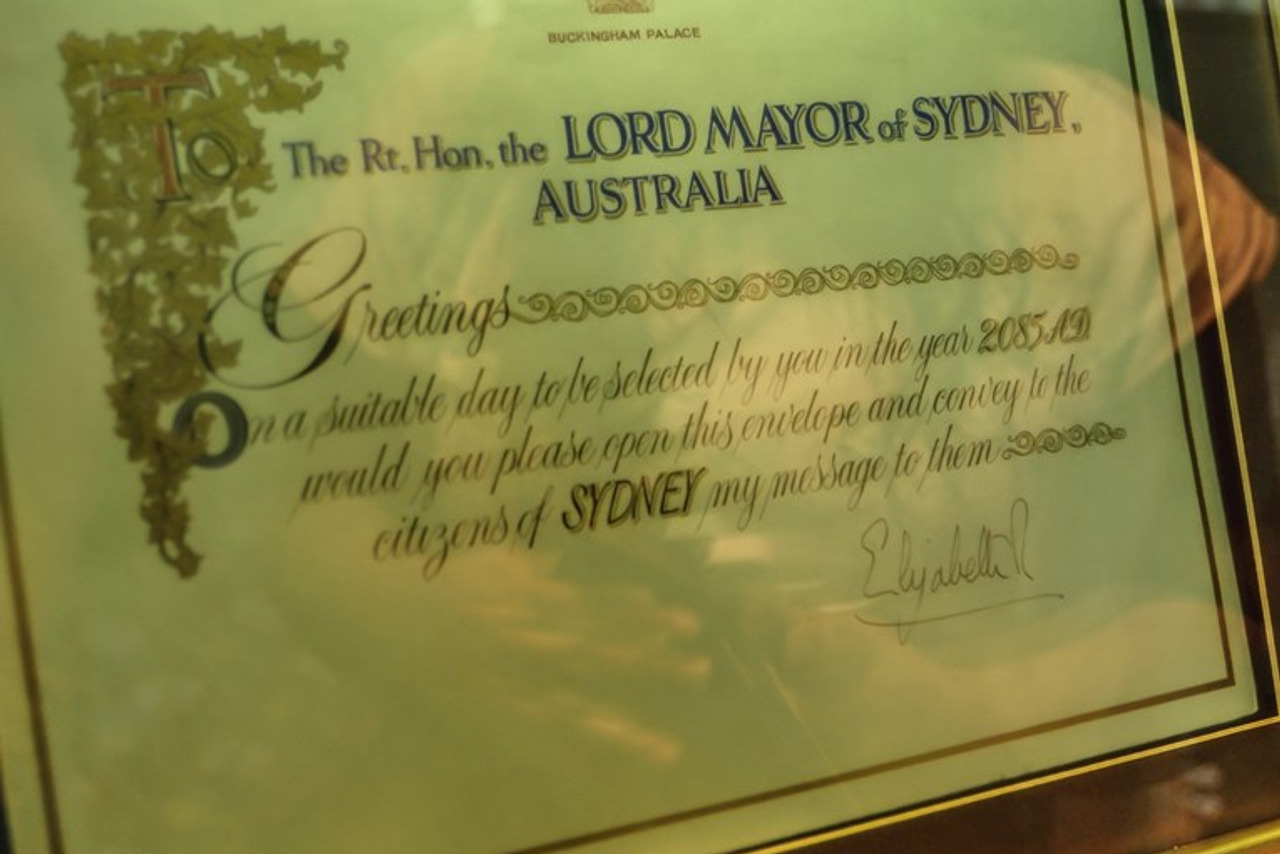 BUCKINGHAM PALACE
To The Rt. Hon. the LORD MAYOR of SYDNEY,
AUSTRALIA
Greetings
On a suitable day to be selected by you in the year 2085 AD
would you please open this envelope and convey to the
citizens of SYDNEY my message to them
Elizabeth R